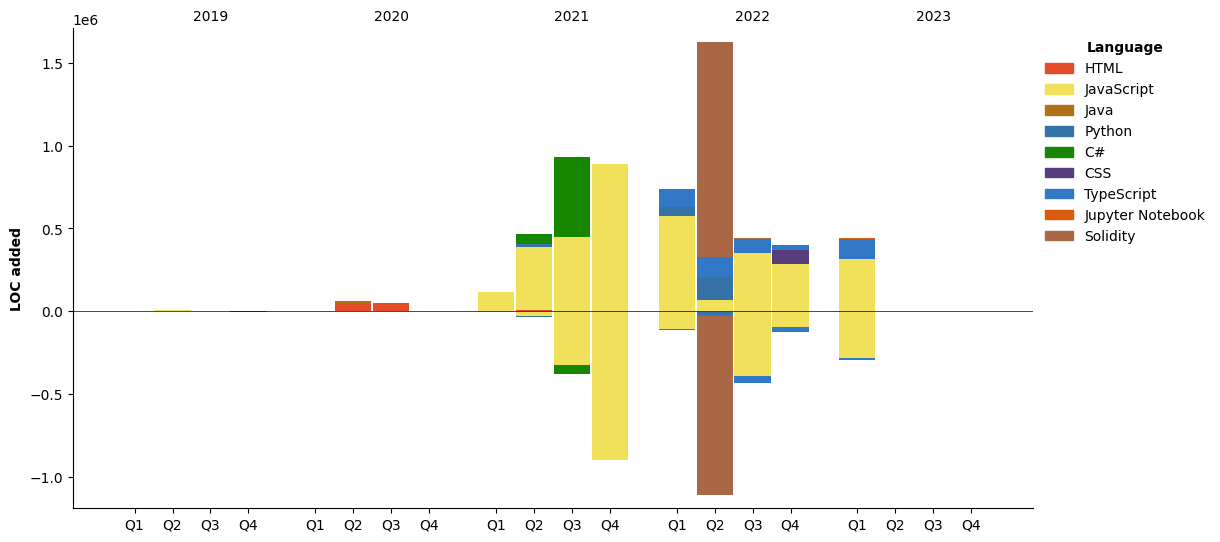 1e6
2019 2020 2021 2022 2023
1.5
1.0
0.5
0.0
−0.5
−1.0
LOC added
Q1 Q2 Q3 Q4 Q1 Q2 Q3 Q4 Q1 Q2 Q3 Q4 Q1 Q2 Q3 Q4 Q1 Q2 Q3 Q4
Language
HTML
JavaScript
Java
Python
C#
CSS
TypeScript
Jupyter Notebook
Solidity